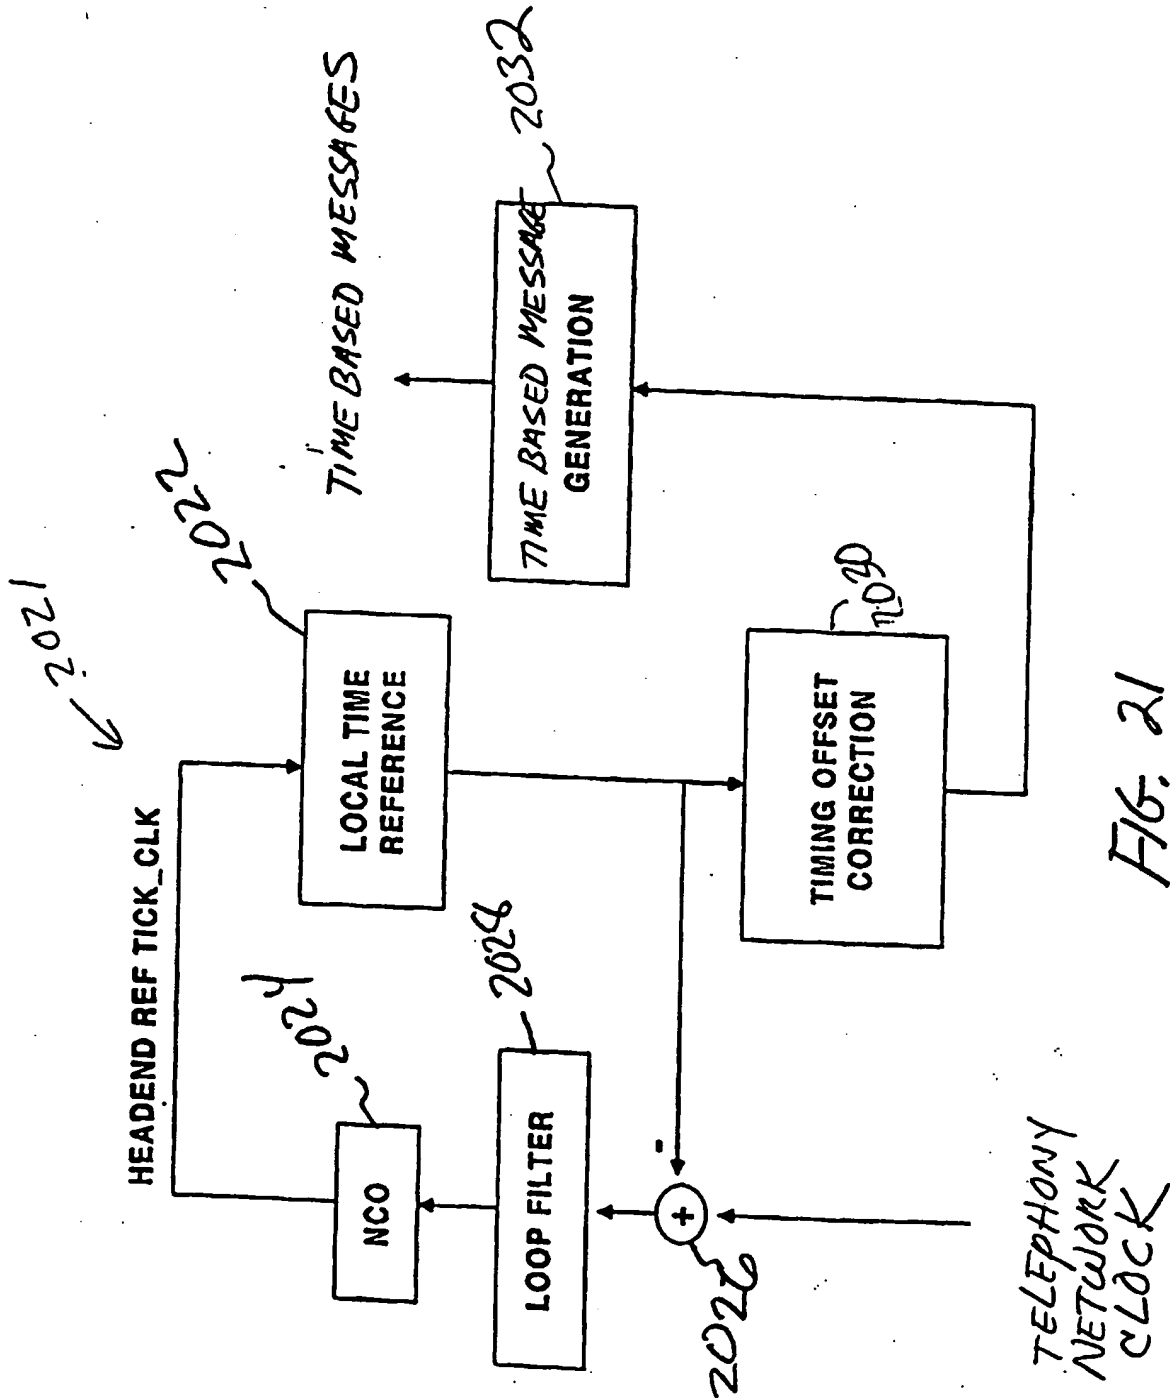 2021
HEADEND REF TICK_CLK
2024
NCO
2028
LOOP FILTER
2026
+
-
TELEPHONY
NETWORK
CLOCK
2022
LOCAL TIME
REFERENCE
TIMING OFFSET
CORRECTION
2030
TIME BASED MESSAGES
TIME BASED MESSAGE
GENERATION
2032
FIG. 21